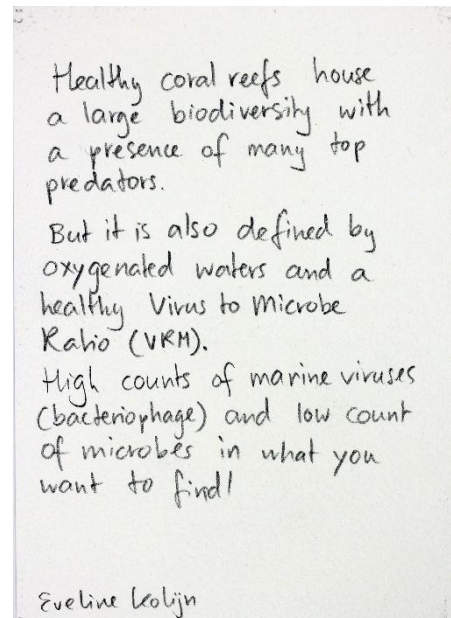 Healthy coral reefs house
a large biodiversity with
a presence of many top
predators.
But it is also defined by
oxygenated waters and a
healthy Virus to Microbe
Ratio (VRM).
High counts of marine viruses
(bacteriophage) and low count
of microbes in what you
want to find!
Eveline Kolijn